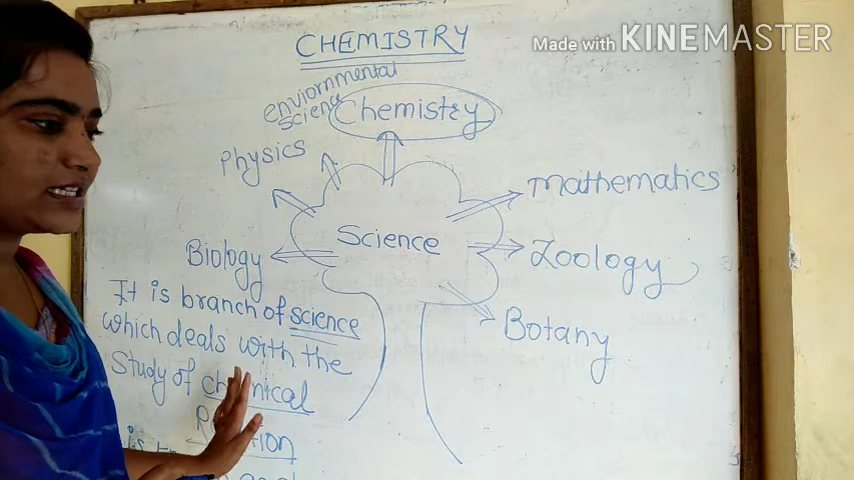 CHEMISTRY
Made with KINEMASTER
enviornmental
science
Chemistry
Physics
Mathematics
Science
Biology
Zoology
Botany
It is branch of science
which deals with the
Study of chemical